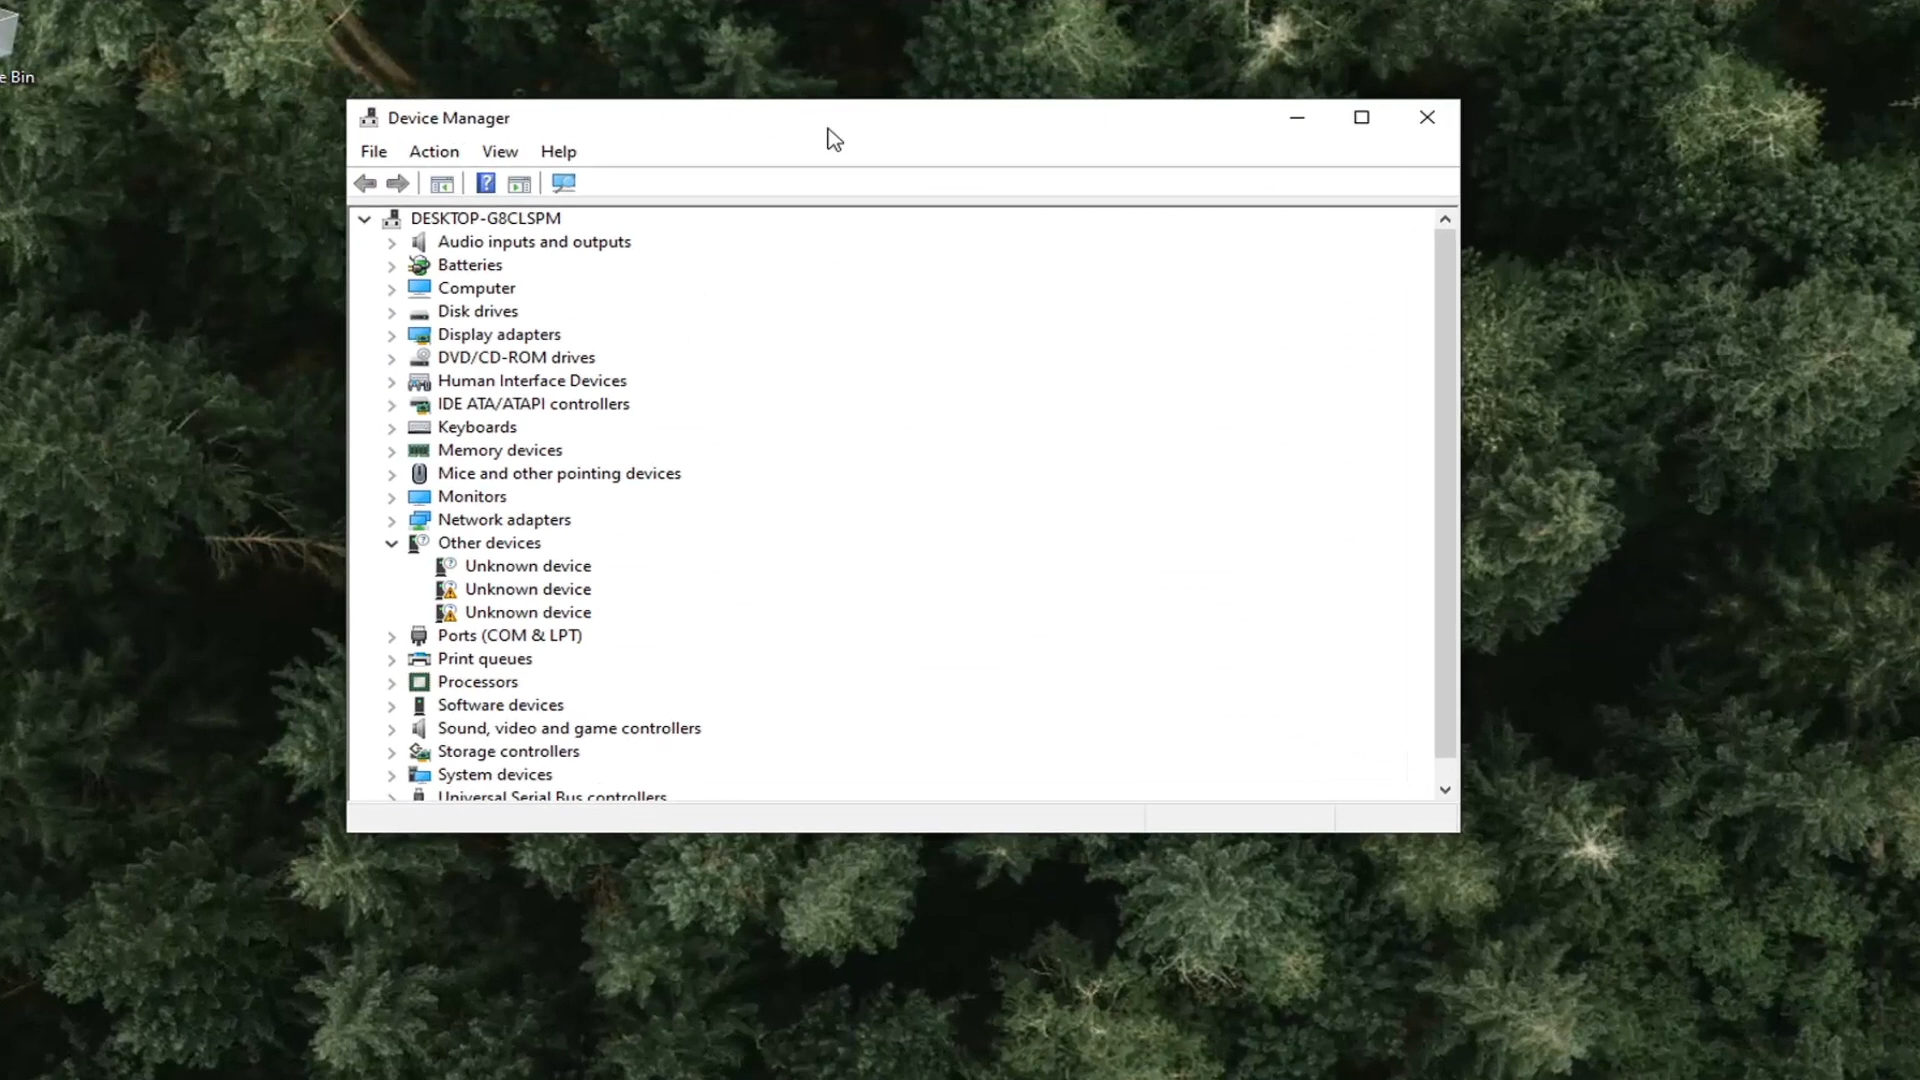 e Bin
Device Manager
File Action View Help
DESKTOP-G8CLSPM
Audio inputs and outputs
Batteries
Computer
Disk drives
Display adapters
DVD/CD-ROM drives
Human Interface Devices
IDE ATA/ATAPI controllers
Keyboards
Memory devices
Mice and other pointing devices
Monitors
Network adapters
Other devices
Unknown device
Unknown device
Unknown device
Ports (COM & LPT)
Print queues
Processors
Software devices
Sound, video and game controllers
Storage controllers
System devices
Universal Serial Bus controllers